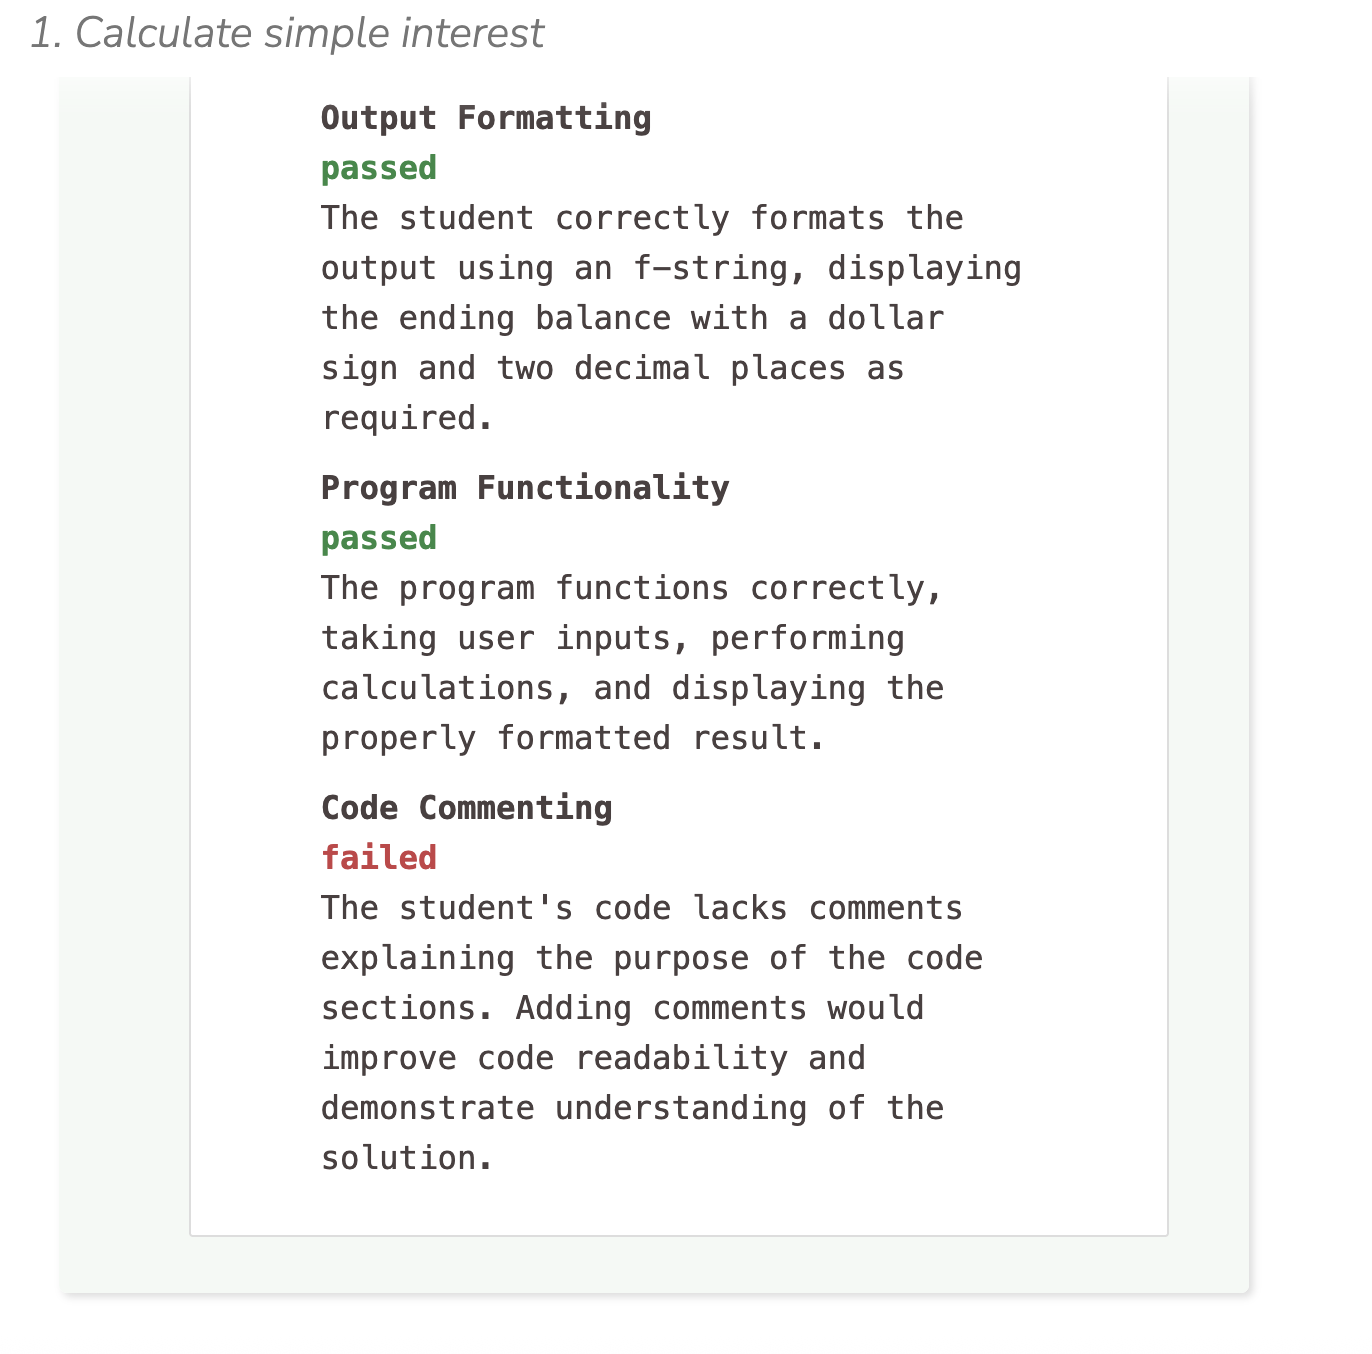 1. Calculate simple interest
Output Formatting
passed
The student correctly formats the
output using an f-string, displaying
the ending balance with a dollar
sign and two decimal places as
required.
Program Functionality
passed
The program functions correctly,
taking user inputs, performing
calculations, and displaying the
properly formatted result.
Code Commenting
failed
The student's code lacks comments
explaining the purpose of the code
sections. Adding comments would
improve code readability and
demonstrate understanding of the
solution.